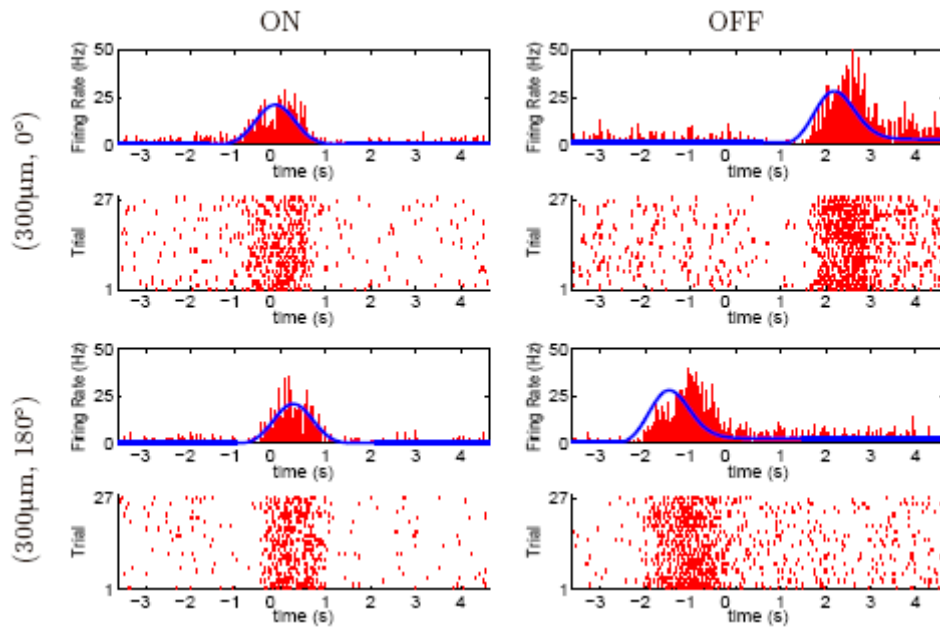 ON
OFF
(300µm, 0°)
Firing Rate (Hz)
50
25
0
−3 −2 −1 0 1 2 3 4
time (s)
Firing Rate (Hz)
50
25
0
−3 −2 −1 0 1 2 3 4
time (s)
Trial
27
1
−3 −2 −1 0 1 2 3 4
time (s)
Trial
27
1
−3 −2 −1 0 1 2 3 4
time (s)
(300µm, 180°)
Firing Rate (Hz)
50
25
0
−3 −2 −1 0 1 2 3 4
time (s)
Firing Rate (Hz)
50
25
0
−3 −2 −1 0 1 2 3 4
time (s)
Trial
27
1
−3 −2 −1 0 1 2 3 4
time (s)
Trial
27
1
−3 −2 −1 0 1 2 3 4
time (s)